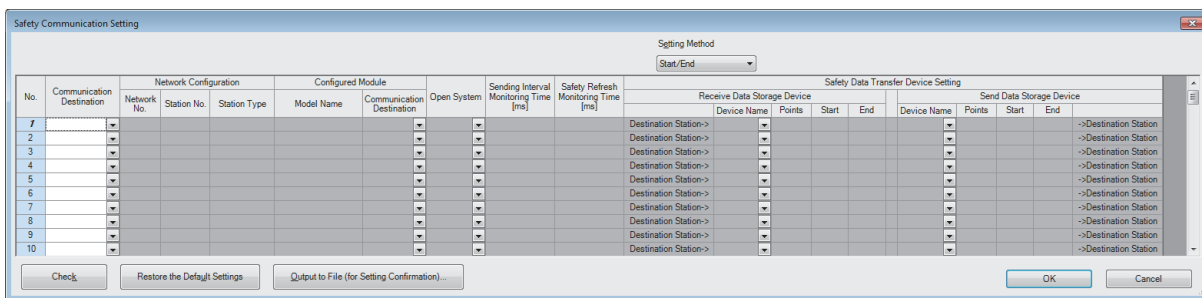 Safety Communication Setting
Setting Method
Start/End
No. Communication Destination Network Configuration Configured Module Open System Sending Interval Monitoring Time [ms] Safety Refresh Monitoring Time [ms] Safety Data Transfer Device Setting
Network No. Station No. Station Type Model Name Communication Destination Receive Data Storage Device Send Data Storage Device
Device Name Points Start End Device Name Points Start End
1 Destination Station-> ->Destination Station
2 Destination Station-> ->Destination Station
3 Destination Station-> ->Destination Station
4 Destination Station-> ->Destination Station
5 Destination Station-> ->Destination Station
6 Destination Station-> ->Destination Station
7 Destination Station-> ->Destination Station
8 Destination Station-> ->Destination Station
9 Destination Station-> ->Destination Station
10 Destination Station-> ->Destination Station
Check Restore the Default Settings Output to File (for Setting Confirmation)... OK Cancel